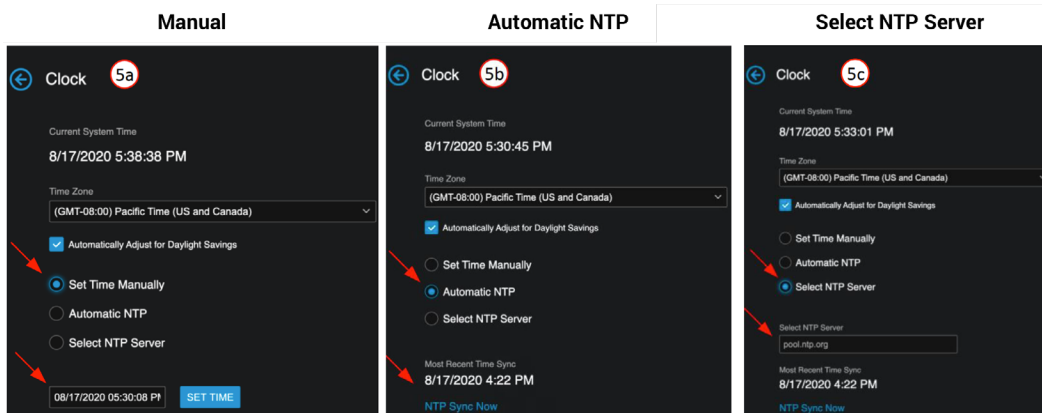 Manual
Clock
5a
Current System Time
8/17/2020 5:38:38 PM
Time Zone
(GMT-08:00) Pacific Time (US and Canada)
Automatically Adjust for Daylight Savings
Set Time Manually
Automatic NTP
Select NTP Server
08/17/2020 05:30:08 PM
SET TIME
Automatic NTP
Clock
5b
Current System Time
8/17/2020 5:30:45 PM
Time Zone
(GMT-08:00) Pacific Time (US and Canada)
Automatically Adjust for Daylight Savings
Set Time Manually
Automatic NTP
Select NTP Server
Most Recent Time Sync
8/17/2020 4:22 PM
NTP Sync Now
Select NTP Server
Clock
5c
Current System Time
8/17/2020 5:33:01 PM
Time Zone
(GMT-08:00) Pacific Time (US and Canada)
Automatically Adjust for Daylight Savings
Set Time Manually
Automatic NTP
Select NTP Server
Select NTP Server
pool.ntp.org
Most Recent Time Sync
8/17/2020 4:22 PM
NTP Sync Now